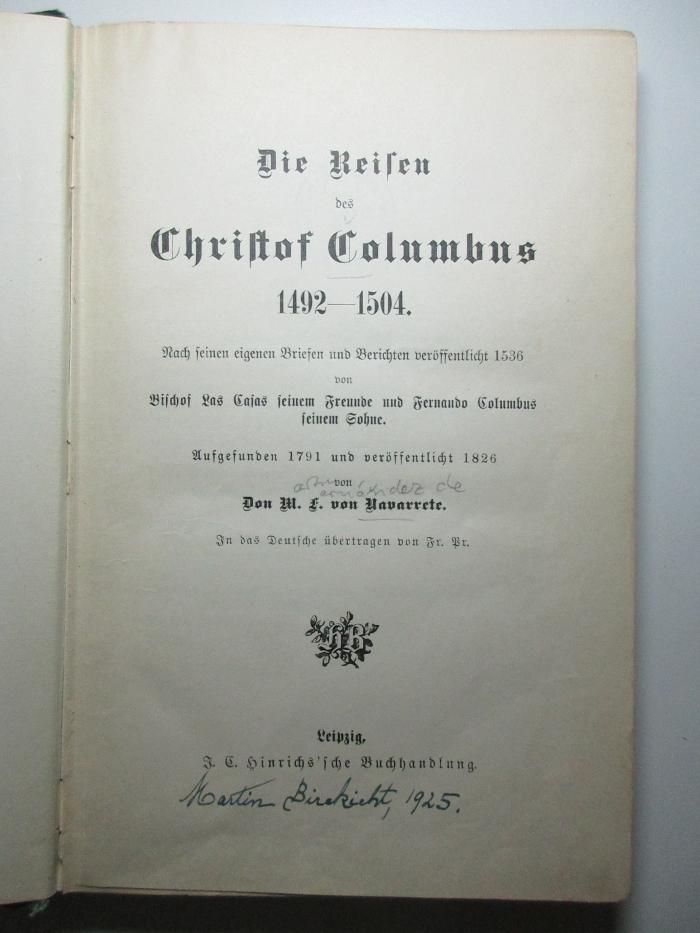 Die Reiſen
des
Chriſtof Columbus
1492—1504.
Nach ſeinen eigenen Briefen und Berichten veröffentlicht 1536
von
Biſchof Las Caſas ſeinem Freunde und Fernando Columbus
ſeinem Sohne.
Aufgefunden 1791 und veröffentlicht 1826
von
de
Don M. F. von Navarrete.
In das Deutſche übertragen von Fr. Pr.
HB
Leipzig,
J. C. Hinrichs'ſche Buchhandlung.
Martin Birckicht, 1925.